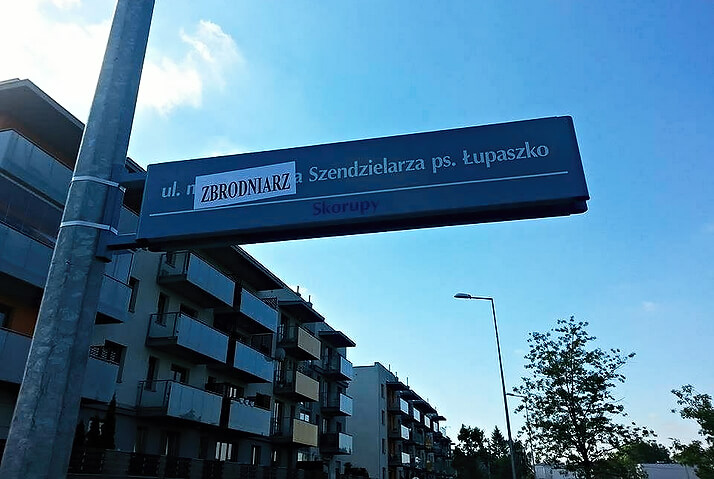 ul. ZBRODNIARZ Szendzielarza ps. Łupaszko
Skorupy